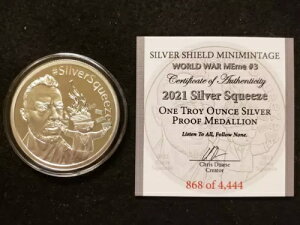 #SilverSqueeze
SILVER SHIELD MINIMINTAGE
WORLD WAR MEme #3
Certificate of Authenticity
2021 Silver Squeeze
ONE TROY OUNCE SILVER
PROOF MEDALLION
Listen To All, Follow None.
Chris Duane
Creator
868 of 4,444